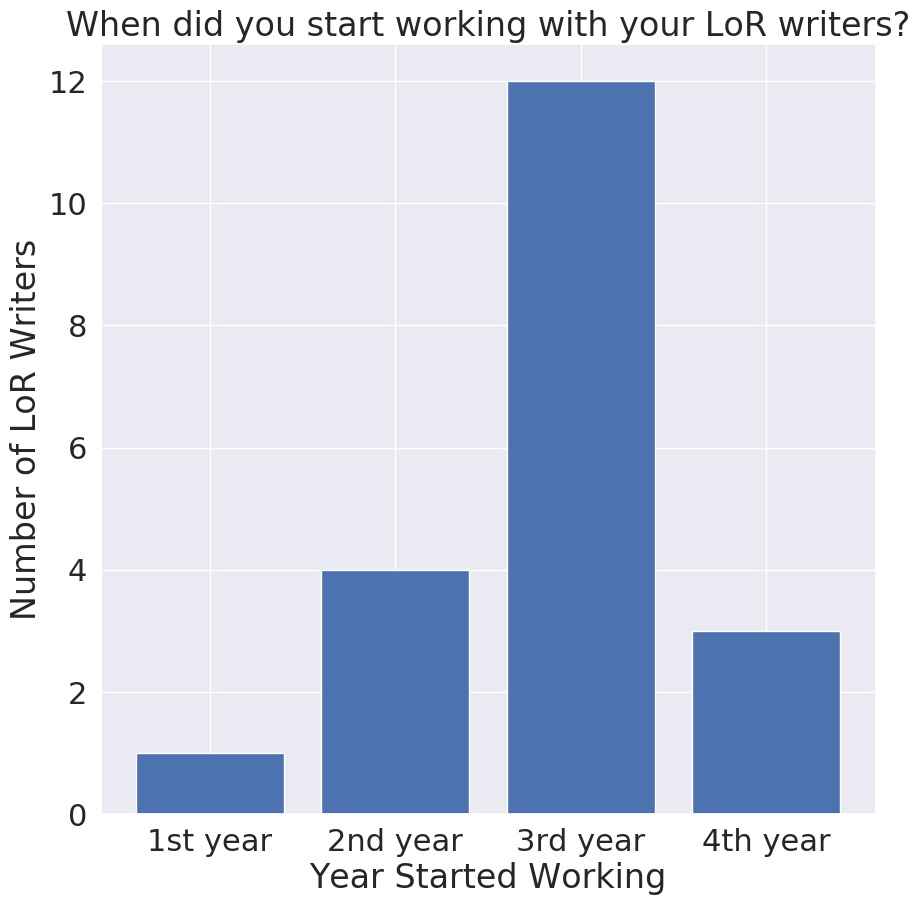 When did you start working with your LoR writers?
Number of LoR Writers
12
10
8
6
4
2
0
1st year 2nd year 3rd year 4th year
Year Started Working